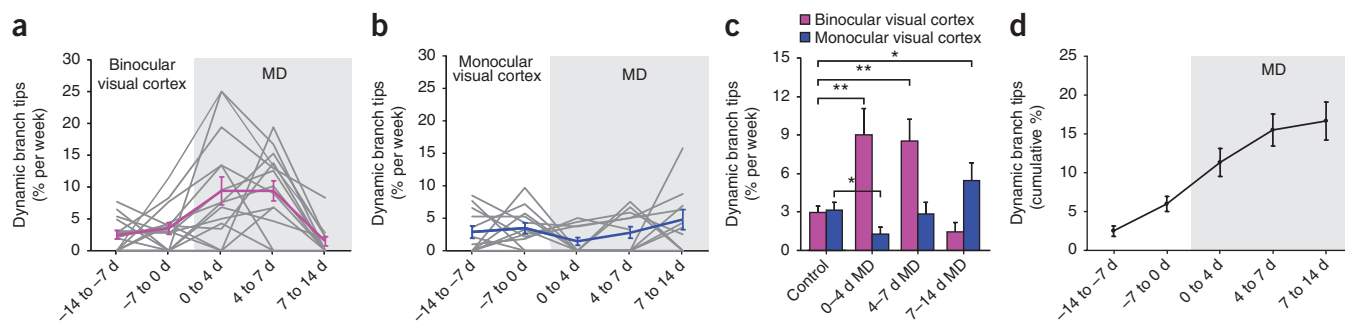 a
Dynamic branch tips
(% per week)
30
25
20
15
10
5
0
Binocular
visual cortex
MD
–14 to –7 d
–7 to 0 d
0 to 4 d
4 to 7 d
7 to 14 d
b
Dynamic branch tips
(% per week)
30
25
20
15
10
5
0
Monocular
visual cortex
MD
–14 to –7 d
–7 to 0 d
0 to 4 d
4 to 7 d
7 to 14 d
c
Binocular visual cortex
Monocular visual cortex
Dynamic branch tips
(% per week)
15
12
9
6
3
0
*
**
**
*
Control
0–4 d MD
4–7 d MD
7–14 d MD
d
Dynamic branch tips
(cumulative %)
25
20
15
10
5
0
MD
–14 to –7 d
–7 to 0 d
0 to 4 d
4 to 7 d
7 to 14 d